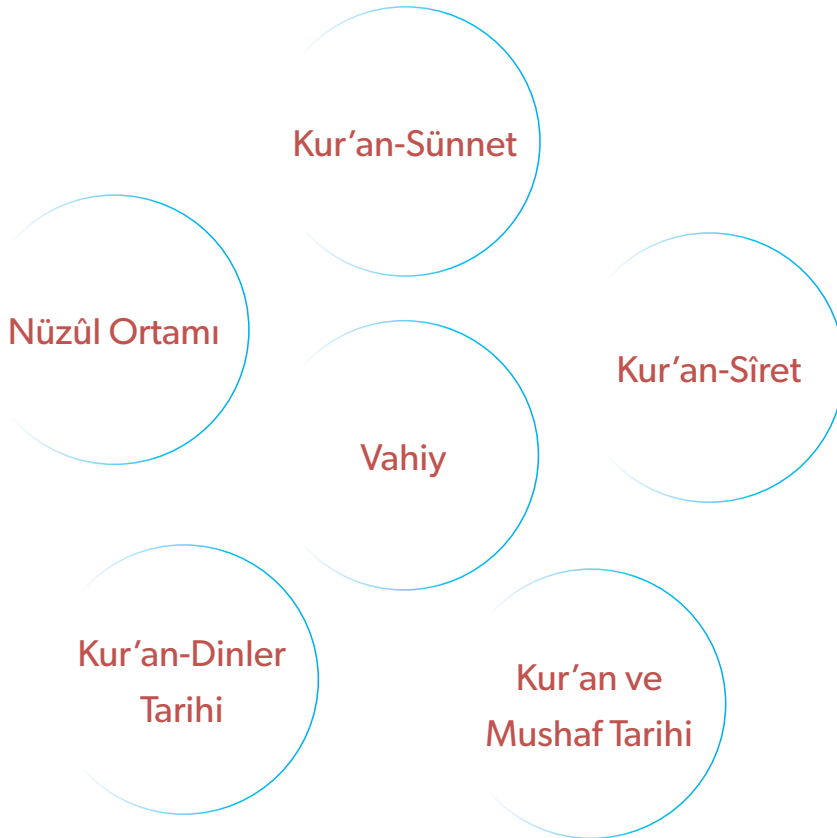 Kur’an-Sünnet
Nüzûl Ortamı
Kur’an-Sîret
Vahiy
Kur’an-Dinler
Tarihi
Kur’an ve
Mushaf Tarihi